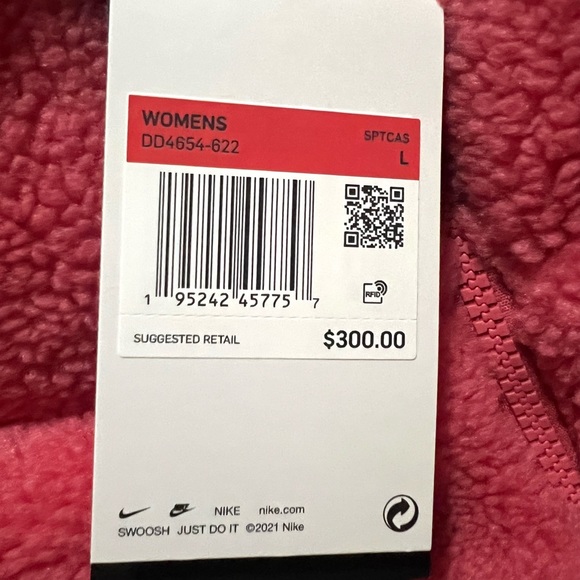 WOMENS
DD4654-622
SPTCAS
L
1 95242 45775 7
RFID
SUGGESTED RETAIL $300.00
NIKE nike.com
SWOOSH JUST DO IT ©2021 Nike